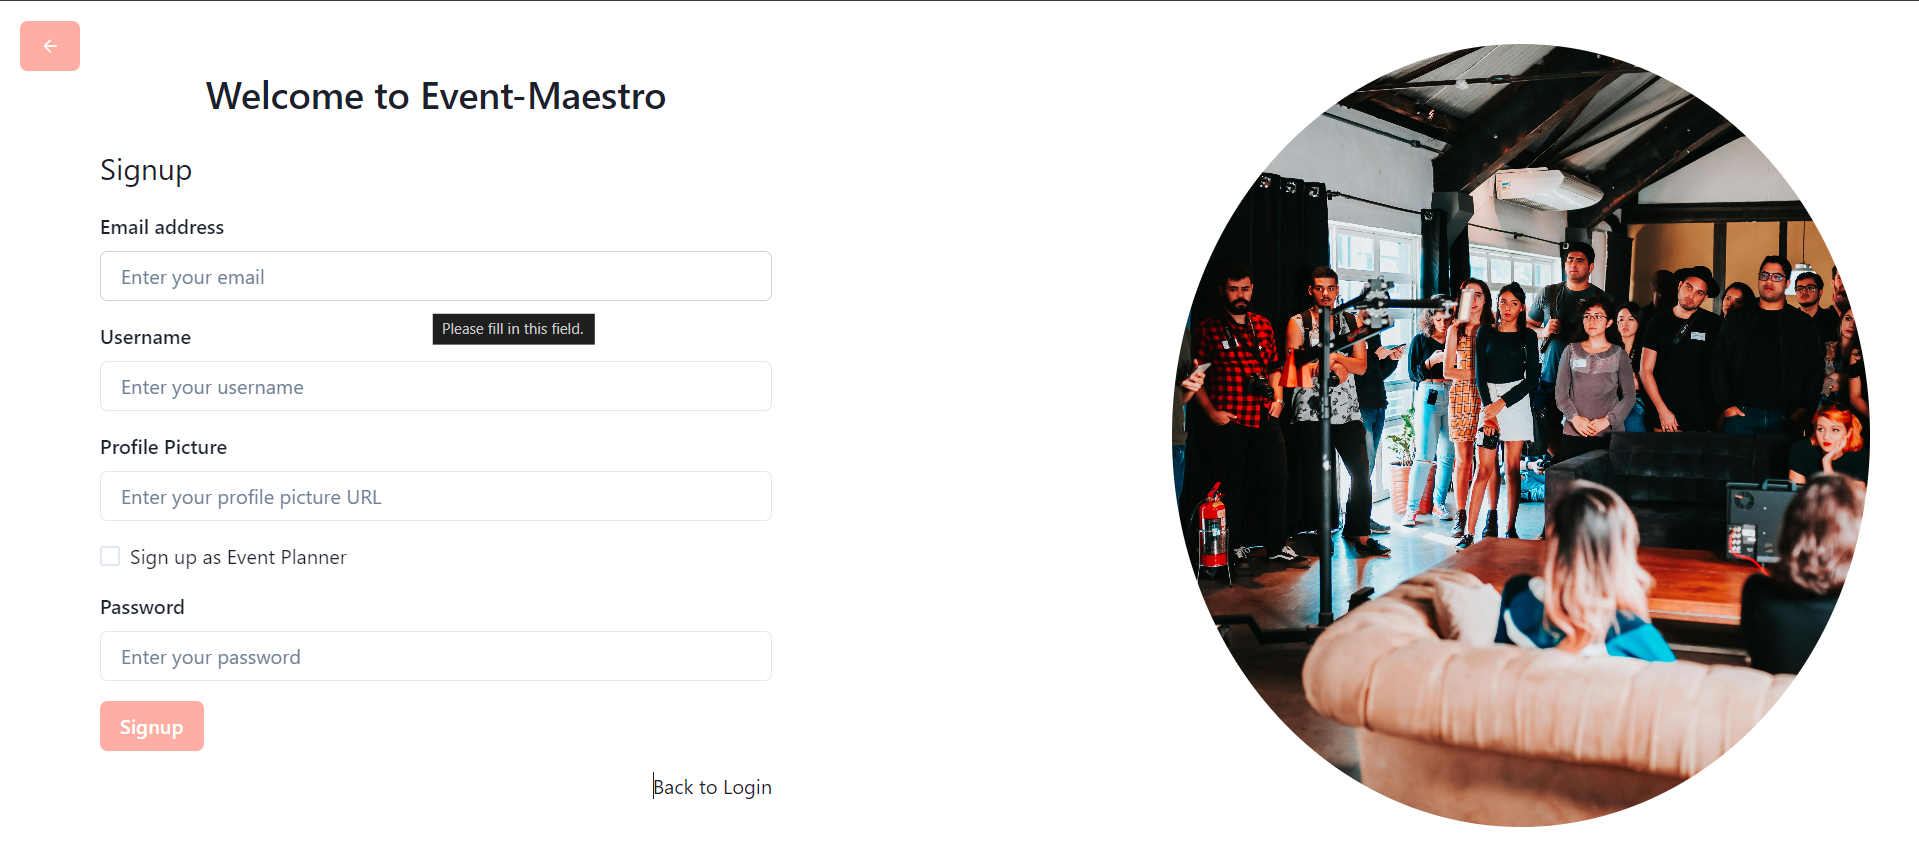 Welcome to Event-Maestro
Signup
Email address
Enter your email
Please fill in this field.
Username
Enter your username
Profile Picture
Enter your profile picture URL
Sign up as Event Planner
Password
Enter your password
Signup
Back to Login